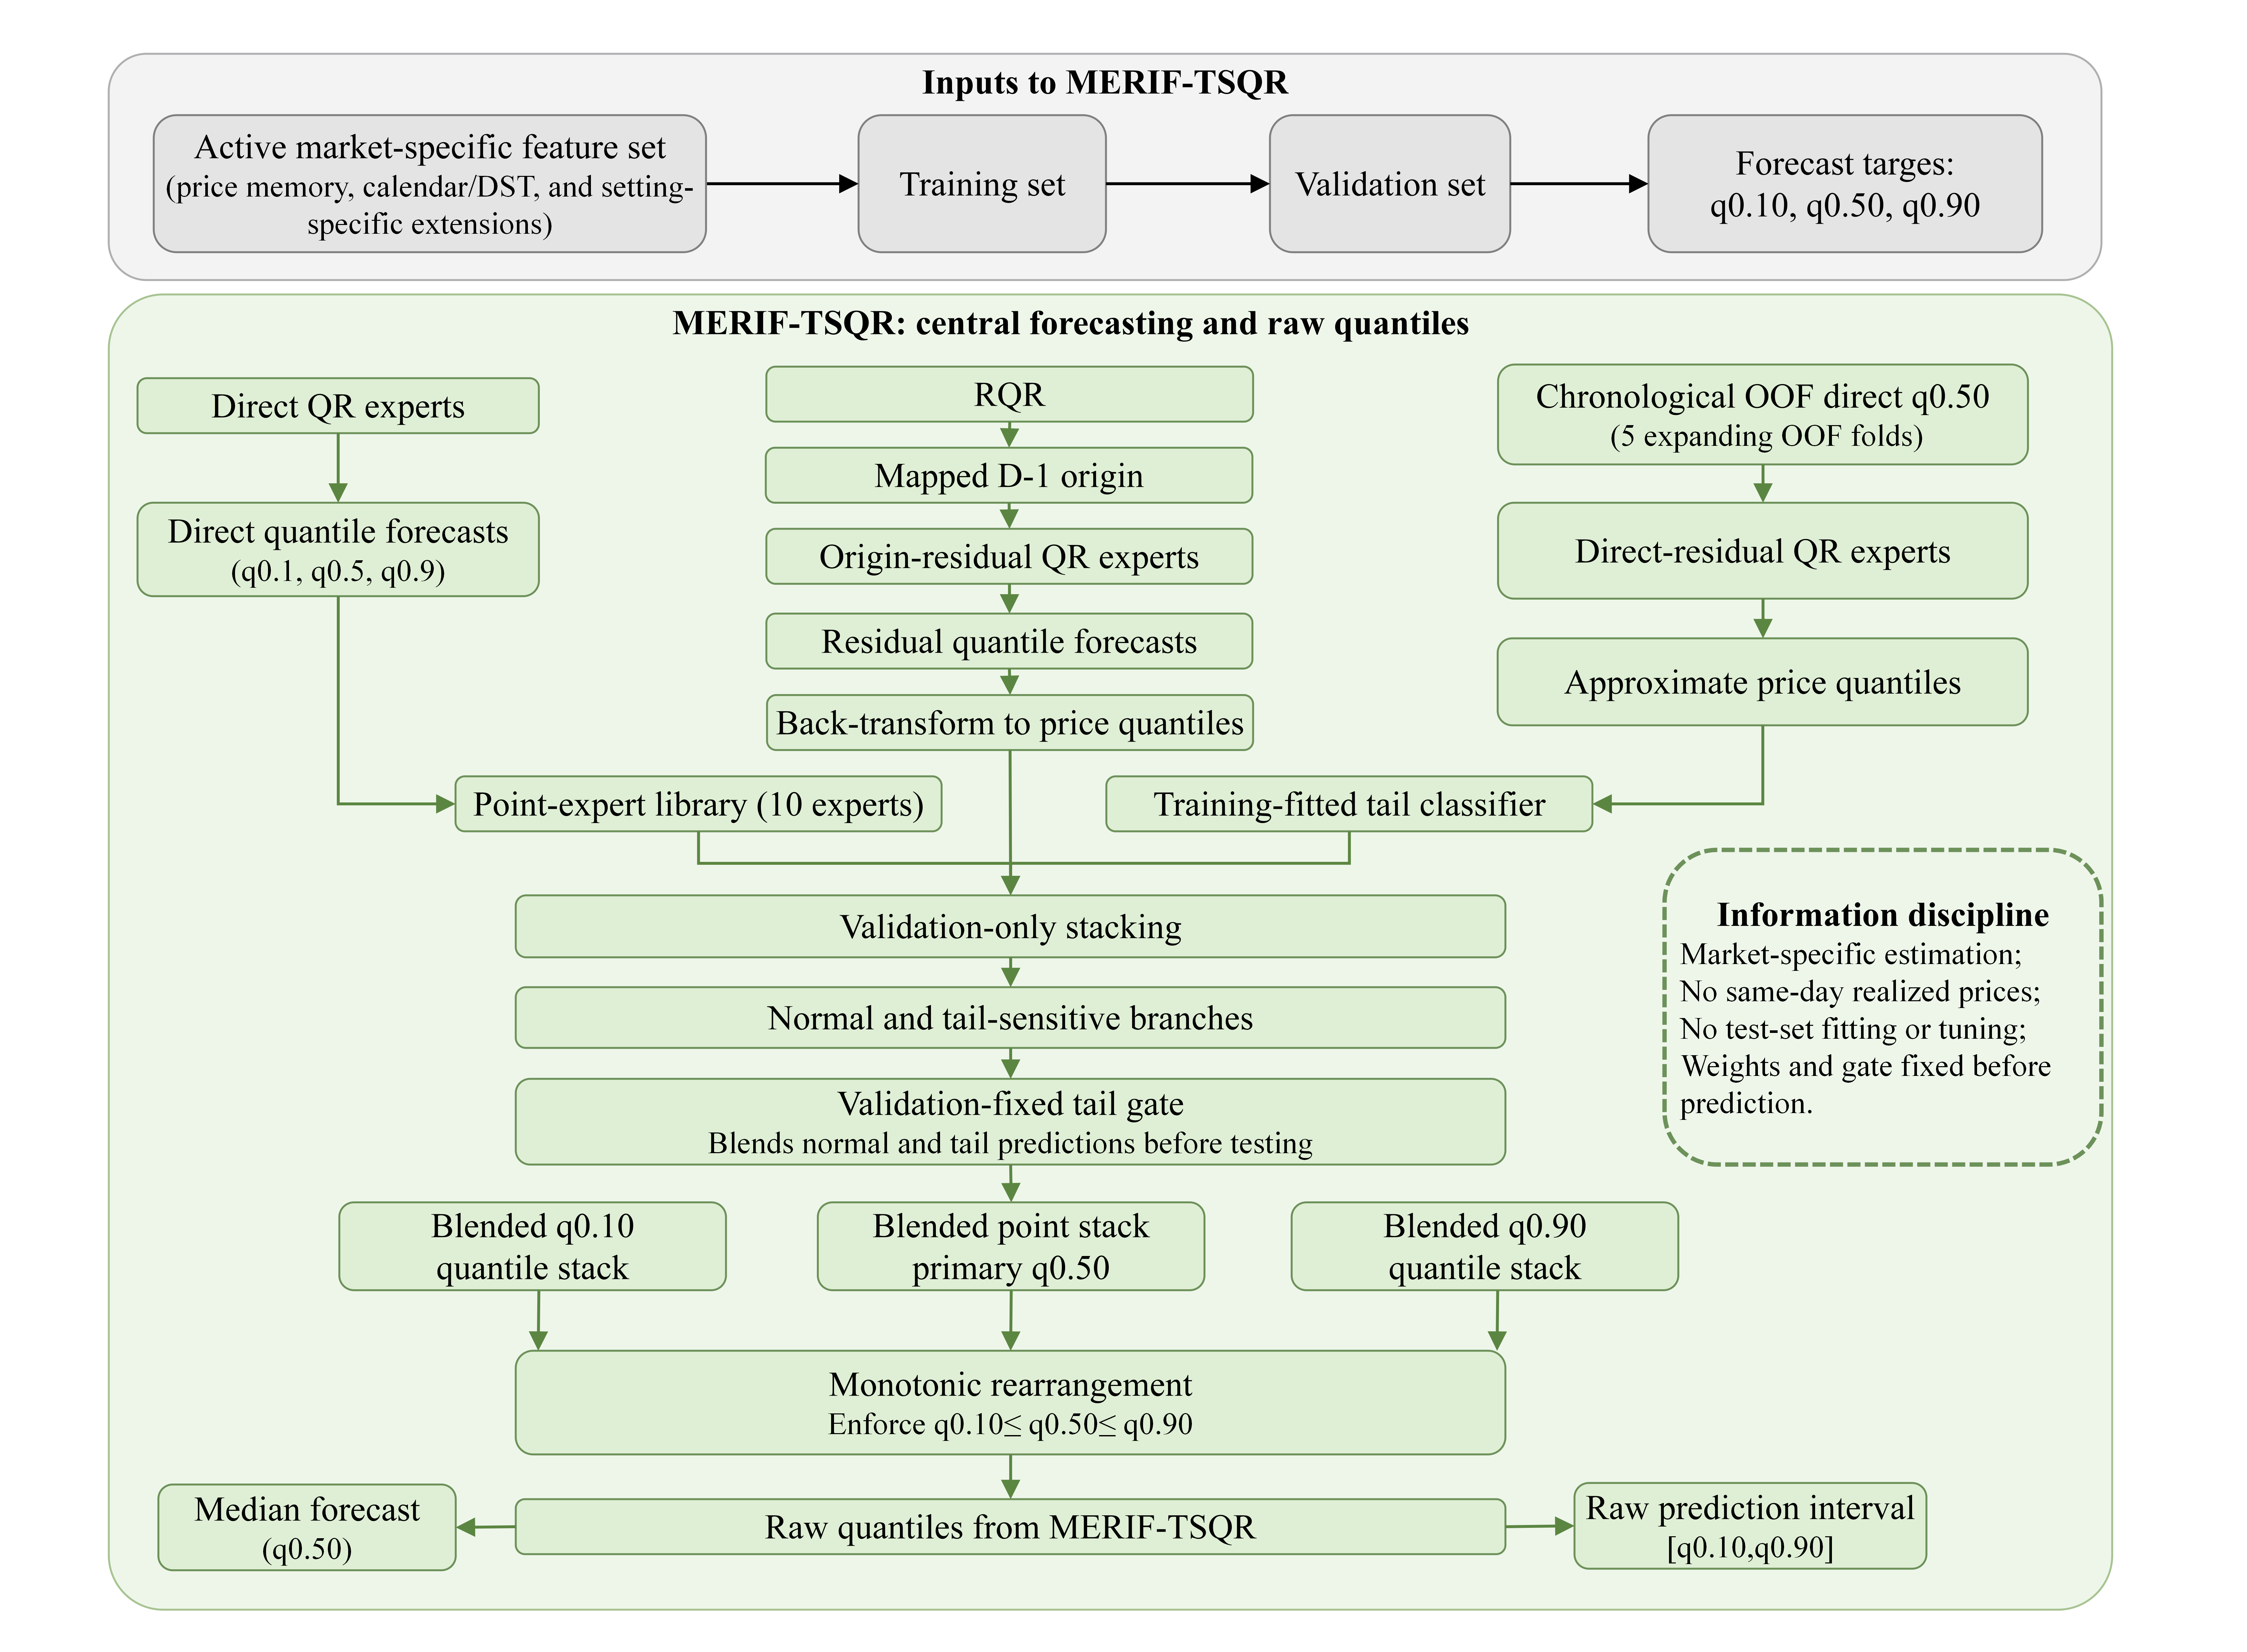 Inputs to MERIF-TSQR
Active market-specific feature set
(price memory, calendar/DST, and setting-
specific extensions)
Training set
Validation set
Forecast targes:
q0.10, q0.50, q0.90
MERIF-TSQR: central forecasting and raw quantiles
Direct QR experts
Direct quantile forecasts
(q0.1, q0.5, q0.9)
RQR
Mapped D-1 origin
Origin-residual QR experts
Residual quantile forecasts
Back-transform to price quantiles
Chronological OOF direct q0.50
(5 expanding OOF folds)
Direct-residual QR experts
Approximate price quantiles
Point-expert library (10 experts)
Training-fitted tail classifier
Validation-only stacking
Normal and tail-sensitive branches
Validation-fixed tail gate
Blends normal and tail predictions before testing
Information discipline
Market-specific estimation;
No same-day realized prices;
No test-set fitting or tuning;
Weights and gate fixed before
prediction.
Blended q0.10
quantile stack
Blended point stack
primary q0.50
Blended q0.90
quantile stack
Monotonic rearrangement
Enforce q0.10≤ q0.50≤ q0.90
Median forecast
(q0.50)
Raw quantiles from MERIF-TSQR
Raw prediction interval
[q0.10,q0.90]